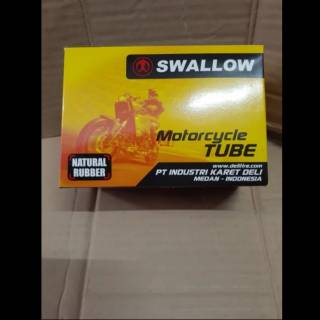 SWALLOW
Motorcycle
TUBE
NATURAL
RUBBER
www.delitire.com
PT INDUSTRI KARET DELI
MEDAN - INDONESIA